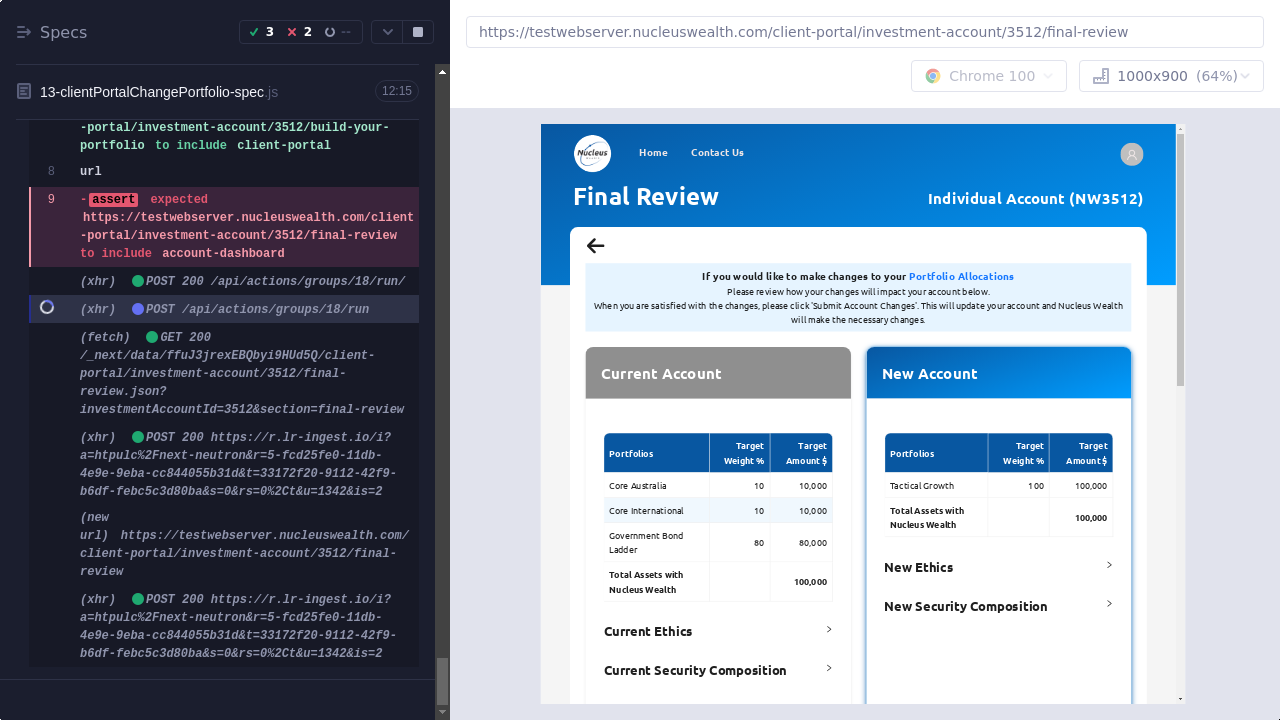 Specs
3
2
--
13-clientPortalChangePortfolio-spec.js
12:15
-portal/investment-account/3512/build-your-
portfolio to include client-portal
8 url
9 -assert expected
https://testwebserver.nucleuswealth.com/client
-portal/investment-account/3512/final-review
to include account-dashboard
(xhr) POST 200 /api/actions/groups/18/run/
(xhr) POST /api/actions/groups/18/run
(fetch) GET 200
/_next/data/ffuJ3jrexEBQbyi9HUd5Q/client-
portal/investment-account/3512/final-
review.json?
investmentAccountId=3512&section=final-review
(xhr) POST 200 https://r.lr-ingest.io/i?
a=htpulc%2Fnext-neutron&r=5-fcd25fe0-11db-
4e9e-9eba-cc844055b31d&t=33172f20-9112-42f9-
b6df-febc5c3d80ba&s=0&rs=0%2Ct&u=1342&is=2
(new
url) https://testwebserver.nucleuswealth.com/
client-portal/investment-account/3512/final-
review
(xhr) POST 200 https://r.lr-ingest.io/i?
a=htpulc%2Fnext-neutron&r=5-fcd25fe0-11db-
4e9e-9eba-cc844055b31d&t=33172f20-9112-42f9-
b6df-febc5c3d80ba&s=0&rs=0%2Ct&u=1342&is=2
https://testwebserver.nucleuswealth.com/client-portal/investment-account/3512/final-review
Chrome 100
1000x900 (64%)
Nucleus
Home
Contact Us
Final Review
Individual Account (NW3512)
If you would like to make changes to your Portfolio Allocations
Please review how your changes will impact your account below.
When you are satisfied with the changes, please click 'Submit Account Changes'. This will update your account and Nucleus Wealth
will make the necessary changes.
Current Account
Portfolios Target Weight % Target Amount $
Core Australia 10 10,000
Core International 10 10,000
Government Bond Ladder 80 80,000
Total Assets with Nucleus Wealth 100,000
Current Ethics
Current Security Composition
New Account
Portfolios Target Weight % Target Amount $
Tactical Growth 100 100,000
Total Assets with Nucleus Wealth 100,000
New Ethics
New Security Composition